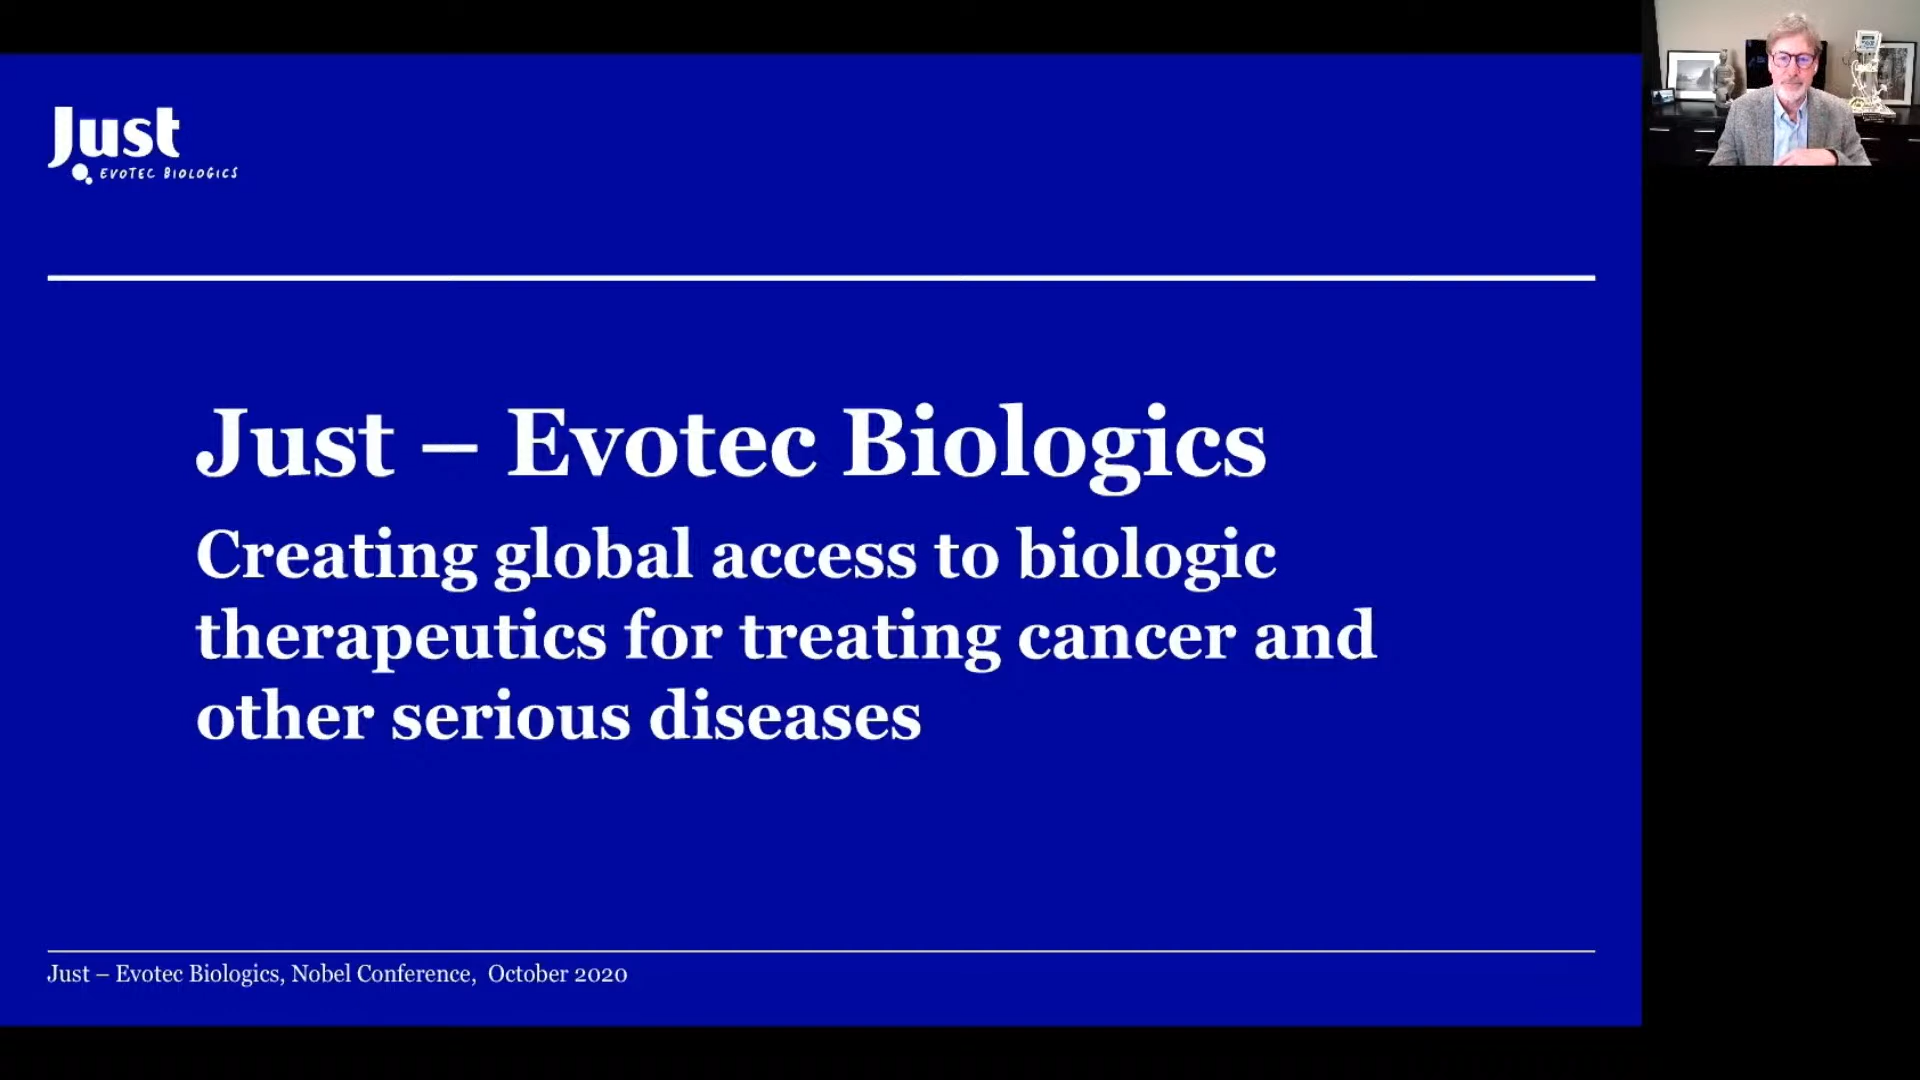 Just
EVOTEC BIOLOGICS
Just – Evotec Biologics
Creating global access to biologic
therapeutics for treating cancer and
other serious diseases
Just – Evotec Biologics, Nobel Conference, October 2020